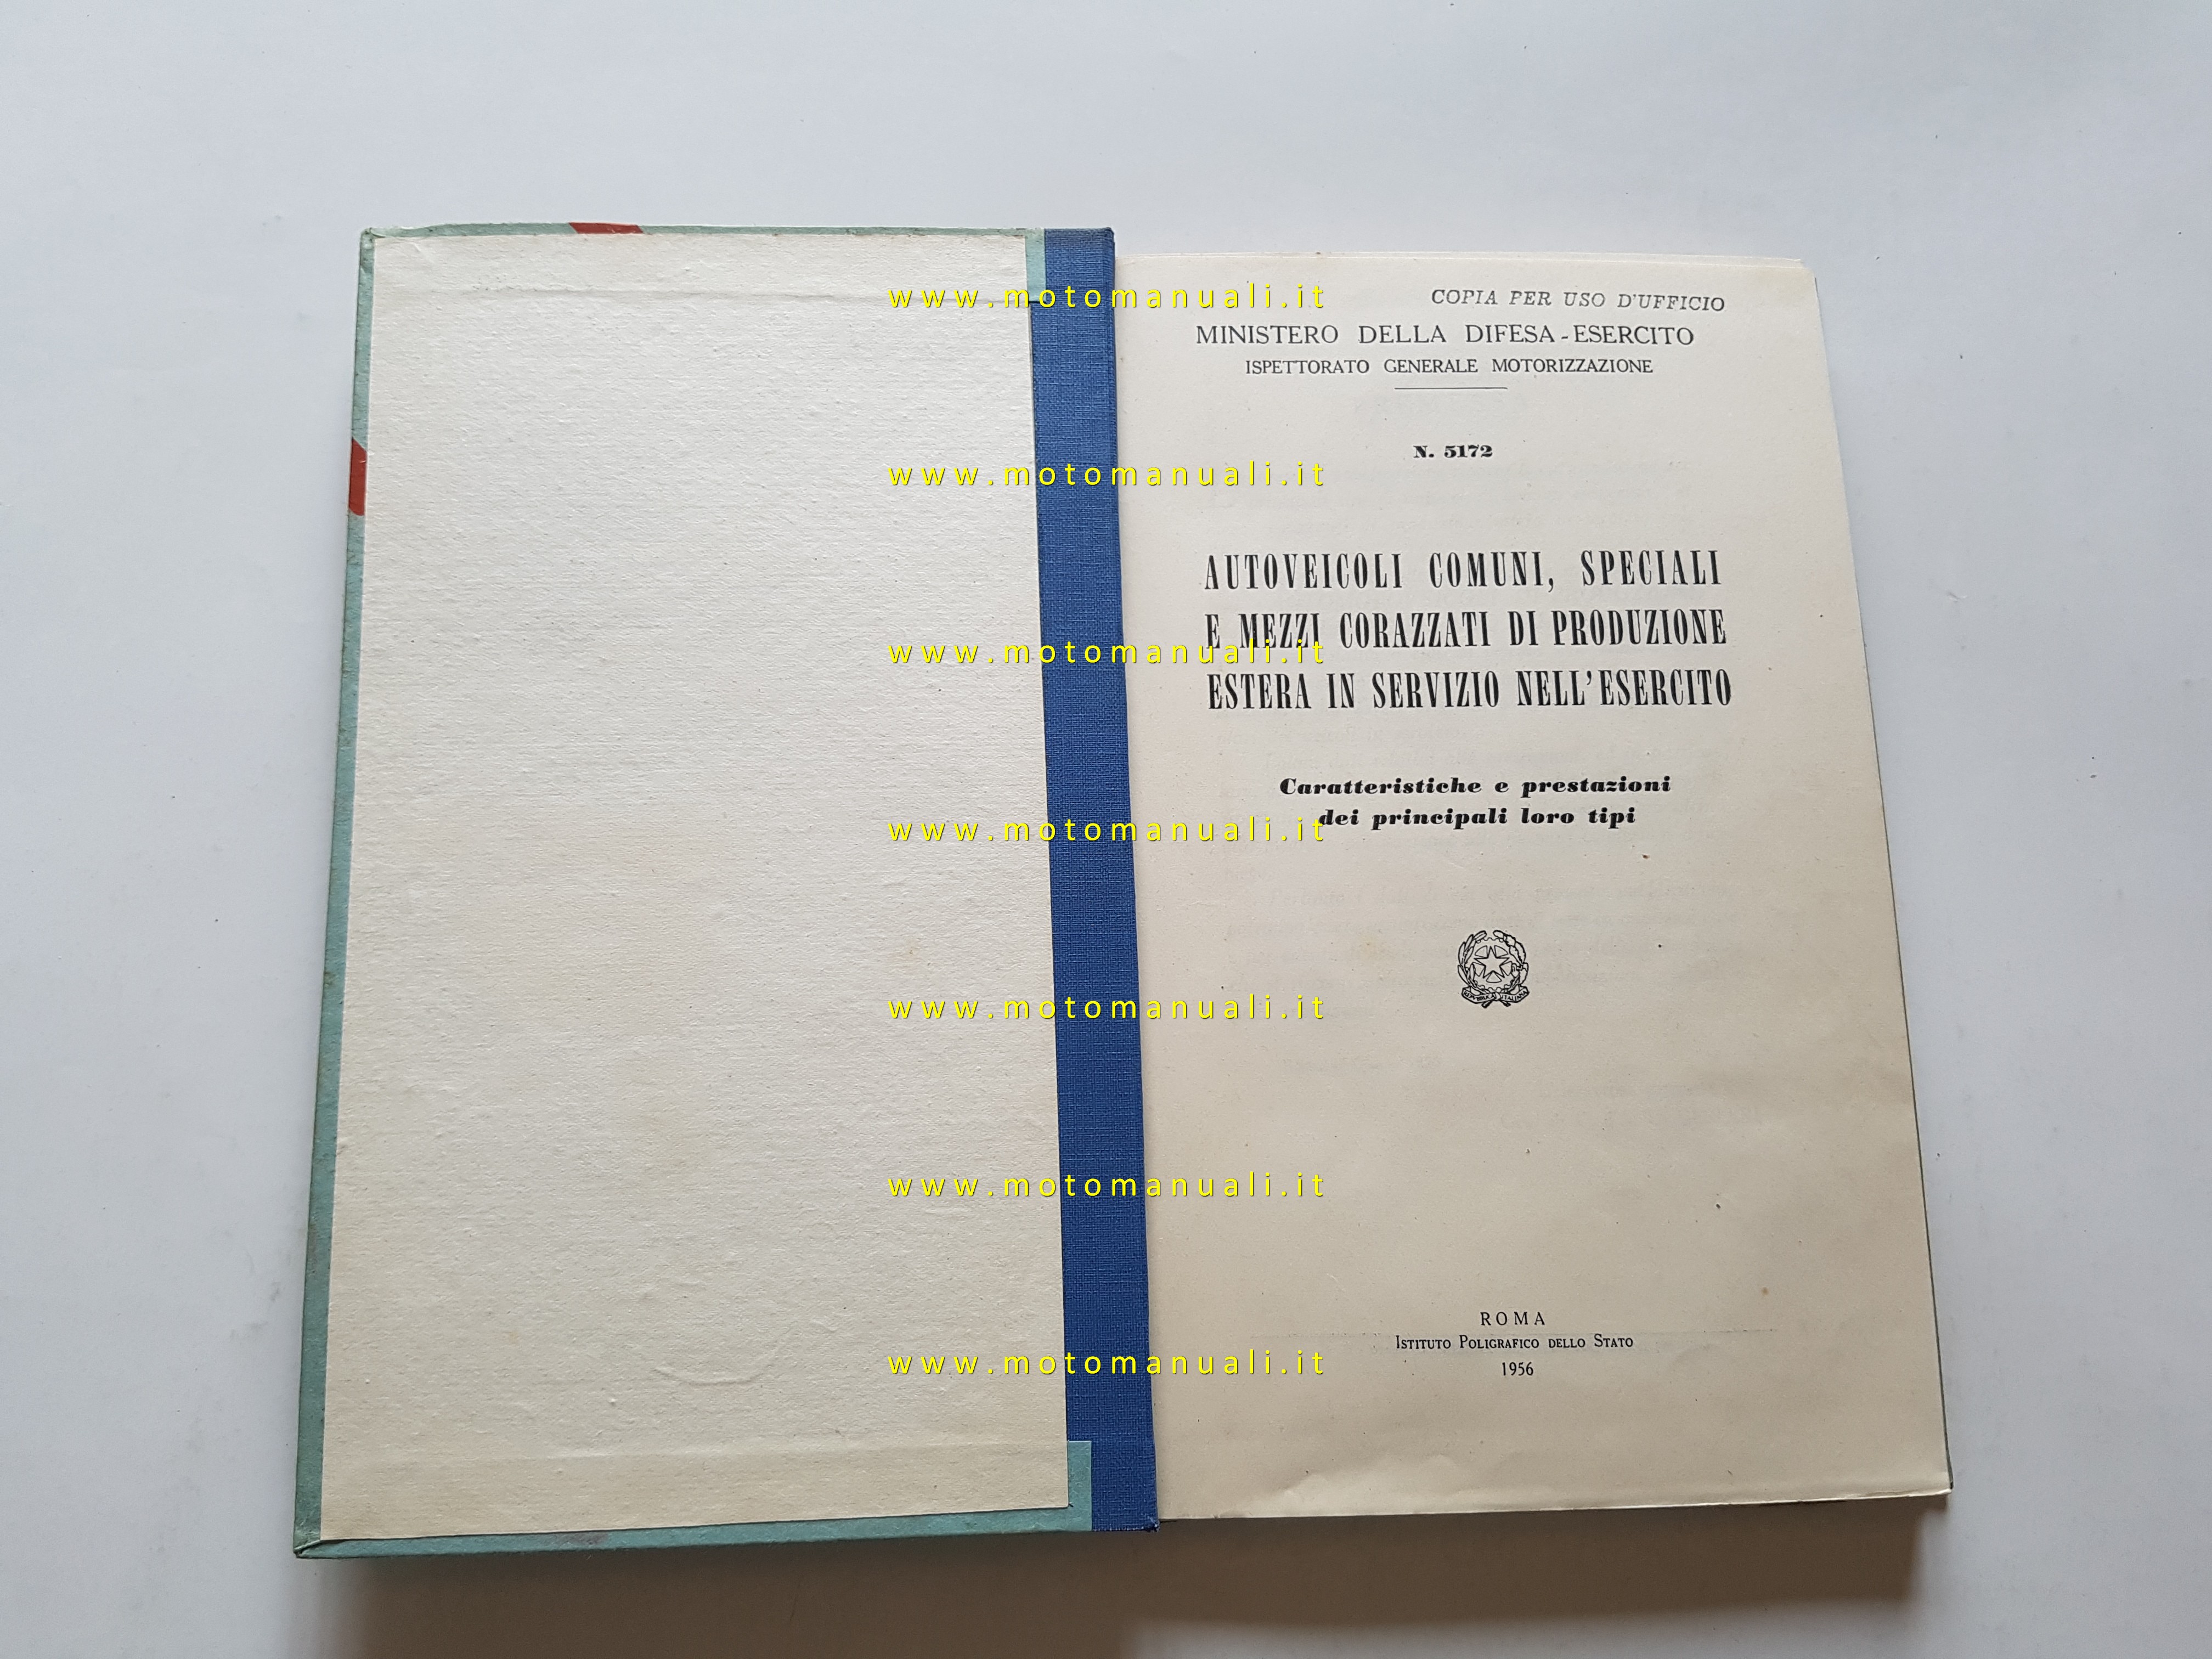 COPIA PER USO D'UFFICIO
MINISTERO DELLA DIFESA-ESERCITO
ISPETTORATO GENERALE MOTORIZZAZIONE
N. 5172
AUTOVEICOLI COMUNI, SPECIALI
E MEZZI CORAZZATI DI PRODUZIONE
ESTERA IN SERVIZIO NELL'ESERCITO
Caratteristiche e prestazioni
dei principali loro tipi
REPVBBLICA ITALIANA
ROMA
ISTITUTO POLIGRAFICO DELLO STATO
1956
www.motomanuali.it
www.motomanuali.it
www.motomanuali.it
www.motomanuali.it
www.motomanuali.it
www.motomanuali.it
www.motomanuali.it